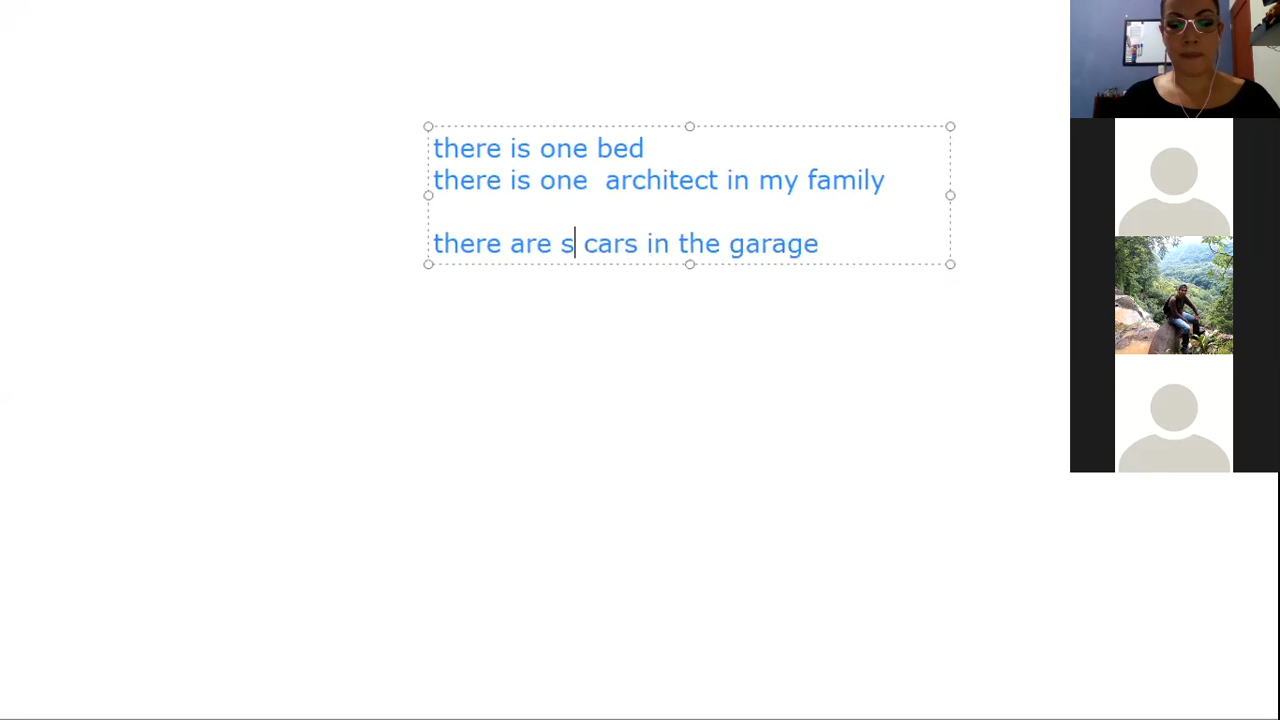 there is one bed
there is one  architect in my family
there are s cars in the garage